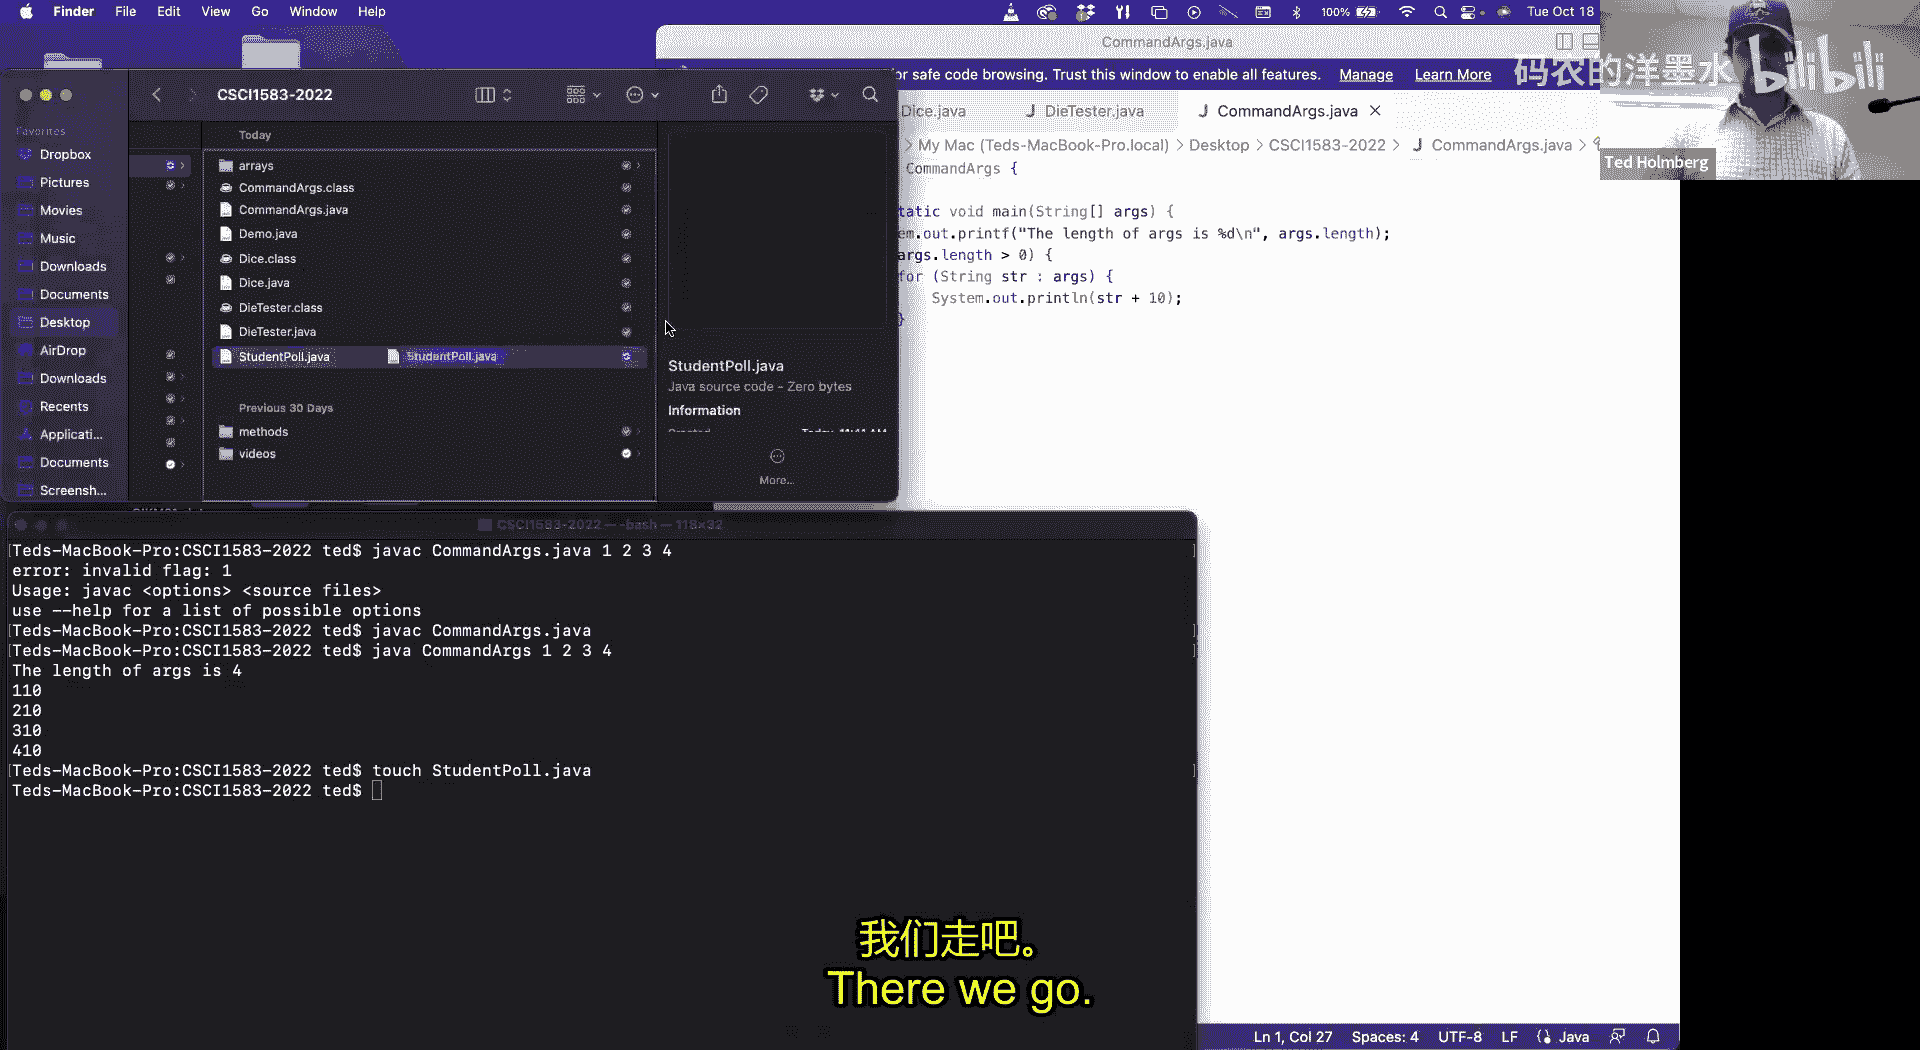 Finder File Edit View Go Window Help
100% Tue Oct 18
CommandArgs.java
or safe code browsing. Trust this window to enable all features. Manage Learn More
码农的洋墨水 bilibili
Ted Holmberg
CSCI1583-2022
Favorites
Dropbox
Pictures
Movies
Music
Downloads
Documents
Desktop
AirDrop
Downloads
Recents
Applicati...
Documents
Screensh...
Today
arrays
CommandArgs.class
CommandArgs.java
Demo.java
Dice.class
Dice.java
DieTester.class
DieTester.java
StudentPoll.java StudentPoll.java
Previous 30 Days
methods
videos
StudentPoll.java
Java source code - Zero bytes
Information
More...
Dice.java DieTester.java CommandArgs.java
My Mac (Teds-MacBook-Pro.local) > Desktop > CSCI1583-2022 > CommandArgs.java >
CommandArgs {
tatic void main(String[] args) {
em.out.printf("The length of args is %d\n", args.length);
args.length > 0) {
for (String str : args) {
System.out.println(str + 10);
}
CSCI1583-2022 — -bash — 118×32
Teds-MacBook-Pro:CSCI1583-2022 ted$ javac CommandArgs.java 1 2 3 4
error: invalid flag: 1
Usage: javac <options> <source files>
use --help for a list of possible options
Teds-MacBook-Pro:CSCI1583-2022 ted$ javac CommandArgs.java
Teds-MacBook-Pro:CSCI1583-2022 ted$ java CommandArgs 1 2 3 4
The length of args is 4
110
210
310
410
Teds-MacBook-Pro:CSCI1583-2022 ted$ touch StudentPoll.java
Teds-MacBook-Pro:CSCI1583-2022 ted$
我们走吧。
There we go.
Ln 1, Col 27 Spaces: 4 UTF-8 LF Java